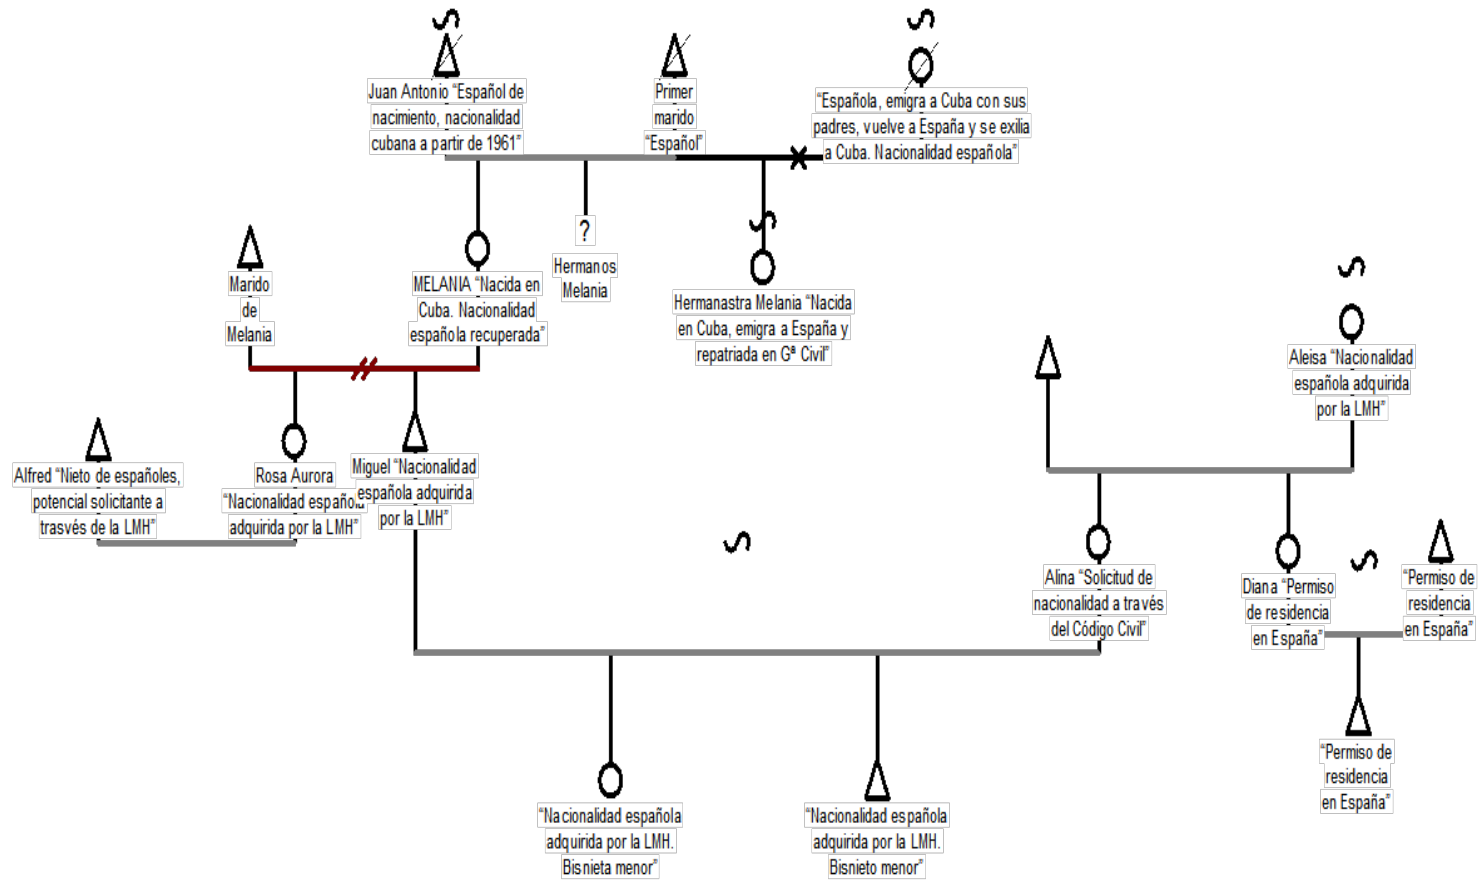 Juan Antonio “Español de
nacimiento, nacionalidad
cubana a partir de 1961”
Primer
marido
“Español”
“Española, emigra a Cuba con sus
padres, vuelve a España y se exilia
a Cuba. Nacionalidad española”
Marido
de
Melania
MELANIA “Nacida en
Cuba. Nacionalidad
española recuperada”
?
Hermanos
Melania
Hermanastra Melania “Nacida
en Cuba, emigra a España y
repatriada en Gª Civil”
Aleisa “Nacionalidad
española adquirida
por la LMH”
Alfred “Nieto de españoles,
potencial solicitante a
trasvés de la LMH”
Rosa Aurora
“Nacionalidad española
adquirida por la LMH”
Miguel “Nacionalidad
española adquirida
por la LMH”
Alina “Solicitud de
nacionalidad a través
del Código Civil”
Diana “Permiso
de residencia
en España”
“Permiso de
residencia
en España”
“Permiso de
residencia
en España”
“Nacionalidad española
adquirida por la LMH.
Bisnieta menor”
“Nacionalidad española
adquirida por la LMH.
Bisnieto menor”